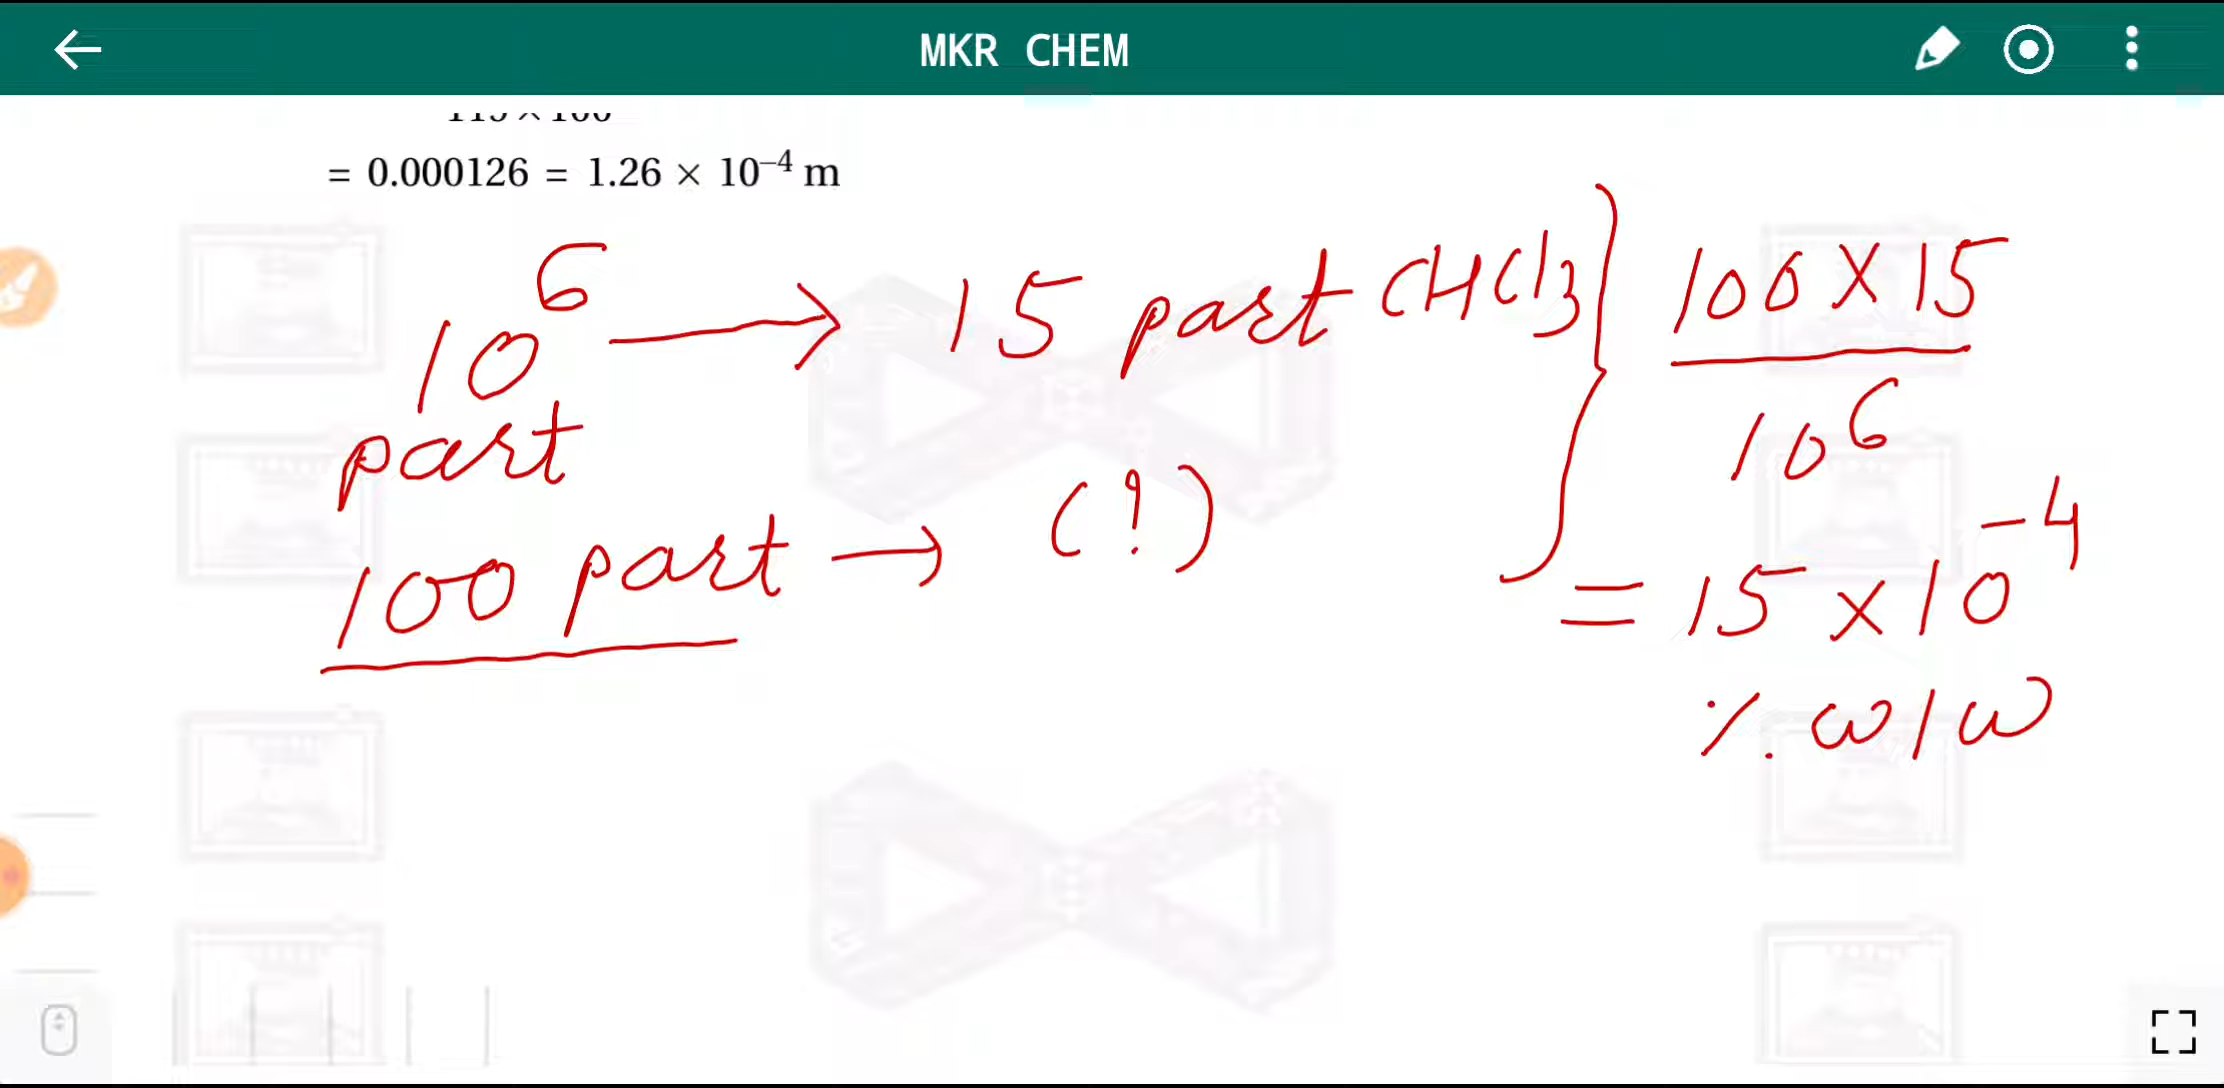 MKR CHEM
= 0.000126 = 1.26 × 10⁻⁴ m
10⁶ part → 15 part CHCl3
100 part → (?)
100 × 15
10⁶
= 15 × 10⁻⁴
% w/w